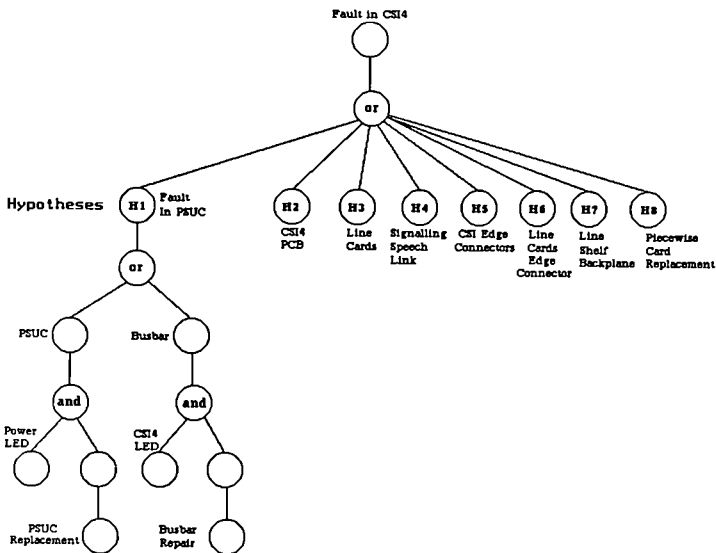 Fault in CSI4
or
Hypotheses
H1
Fault
In PSUC
H2
CSI4
PCB
H3
Line
Cards
H4
Signalling
Speech
Link
H5
CSI Edge
Connectors
H6
Line
Cards
Edge
Connector
H7
Line
Shelf
Backplane
H8
Piecewise
Card
Replacement
or
PSUC
Busbar
and
and
Power
LED
CSI4
LED
PSUC
Replacement
Busbar
Repair